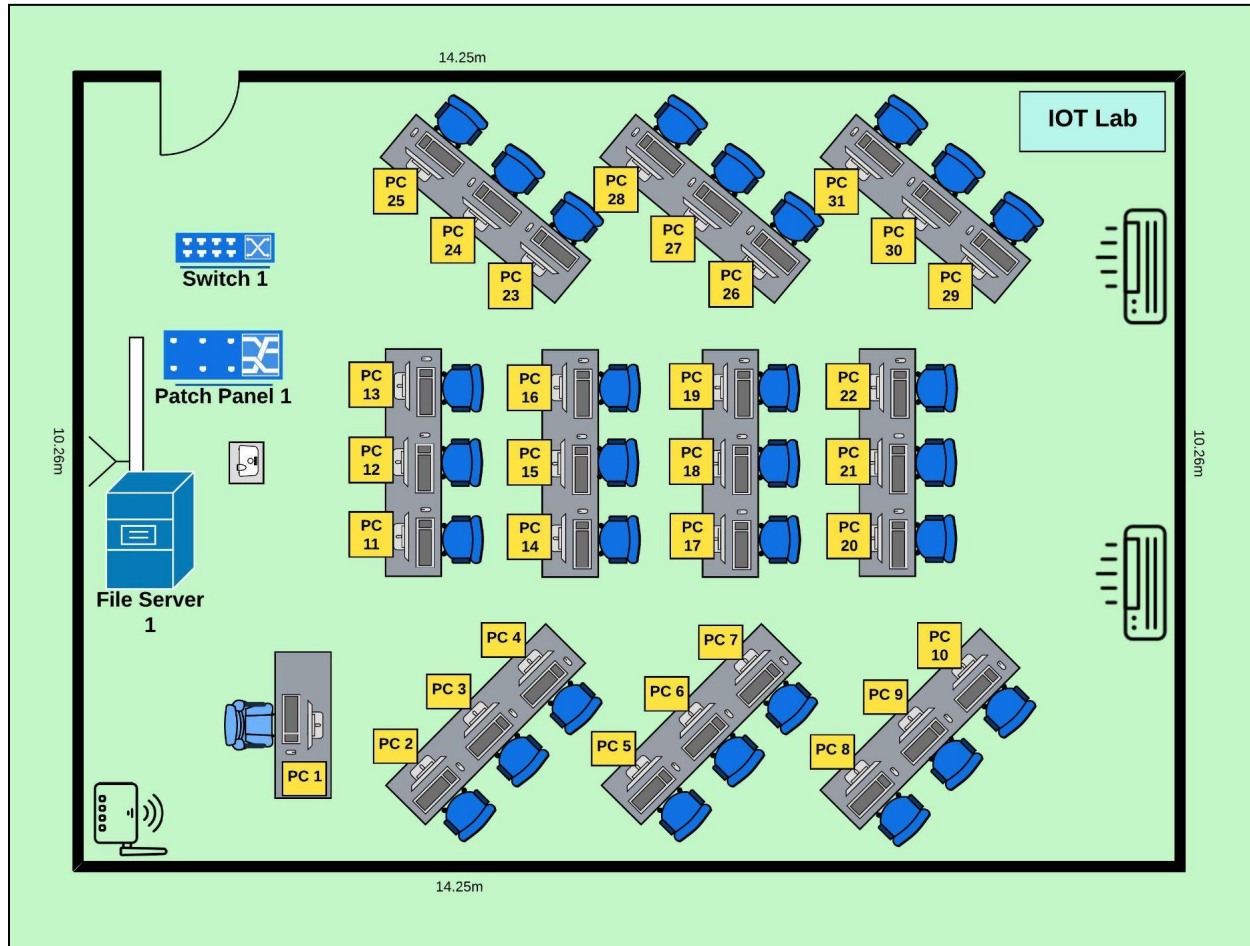 14.25m
IOT Lab
PC
25
PC
24
PC
23
PC
28
PC
27
PC
26
PC
31
PC
30
PC
29
Switch 1
Patch Panel 1
10.26m
10.26m
PC
13
PC
16
PC
19
PC
22
PC
12
PC
15
PC
18
PC
21
PC
11
PC
14
PC
17
PC
20
File Server
1
PC 4
PC 3
PC 2
PC 7
PC 6
PC 5
PC
10
PC 9
PC 8
PC 1
14.25m